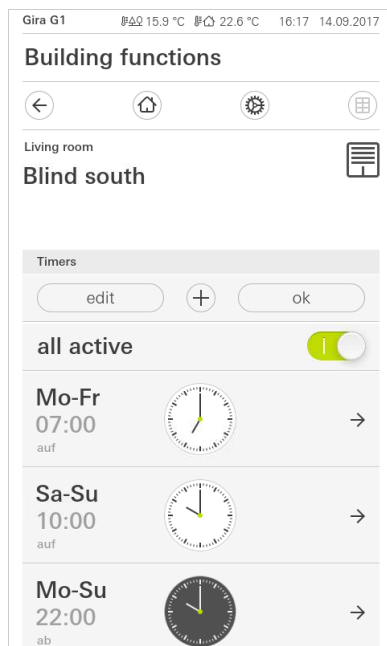 Gira G1 15.9 °C 22.6 °C 16:17 14.09.2017
Building functions
Living room
Blind south
Timers
edit + ok
all active
Mo-Fr
07:00
auf
Sa-Su
10:00
auf
Mo-Su
22:00
ab